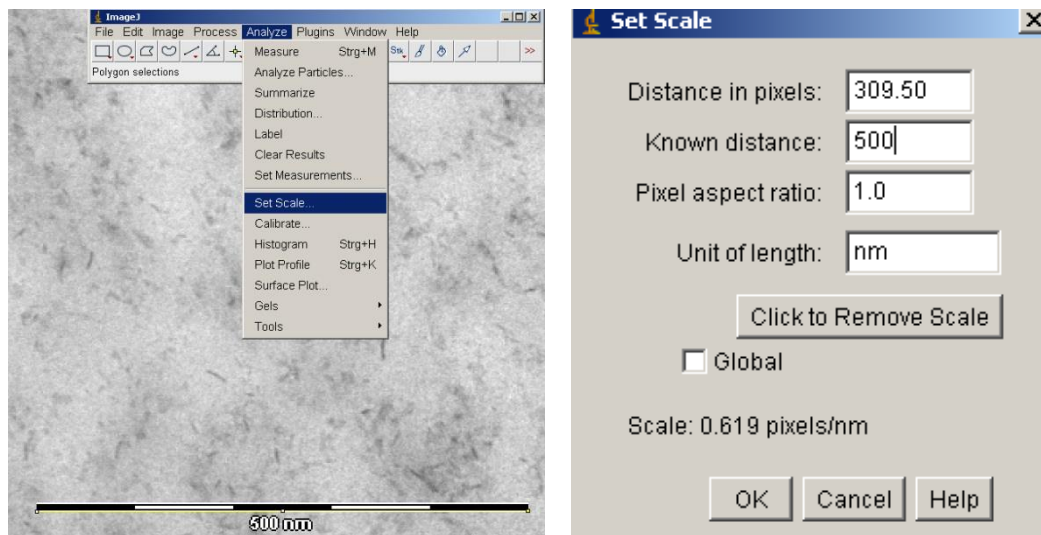 ImageJ
File Edit Image Process Analyze Plugins Window Help
Stk
>>
Polygon selections
Measure Strg+M
Analyze Particles...
Summarize
Distribution...
Label
Clear Results
Set Measurements...
Set Scale...
Calibrate...
Histogram Strg+H
Plot Profile Strg+K
Surface Plot...
Gels
Tools
500 nm
Set Scale
Distance in pixels: 309.50
Known distance: 500
Pixel aspect ratio: 1.0
Unit of length: nm
Click to Remove Scale
Global
Scale: 0.619 pixels/nm
OK Cancel Help